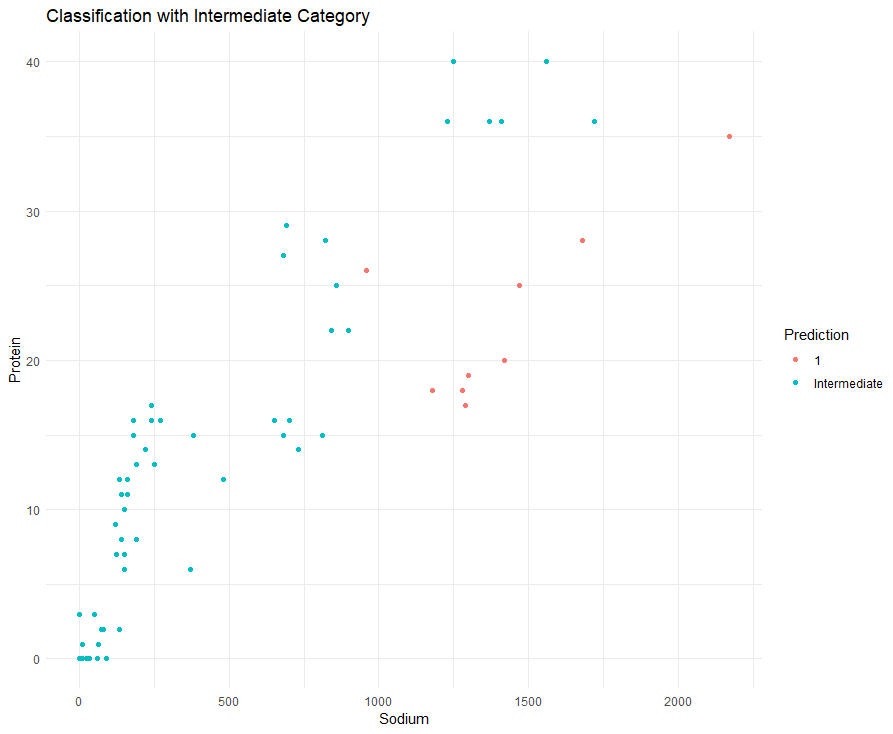 Classification with Intermediate Category
40
30
20
10
0
Protein
0 500 1000 1500 2000
Sodium
Prediction
1
Intermediate